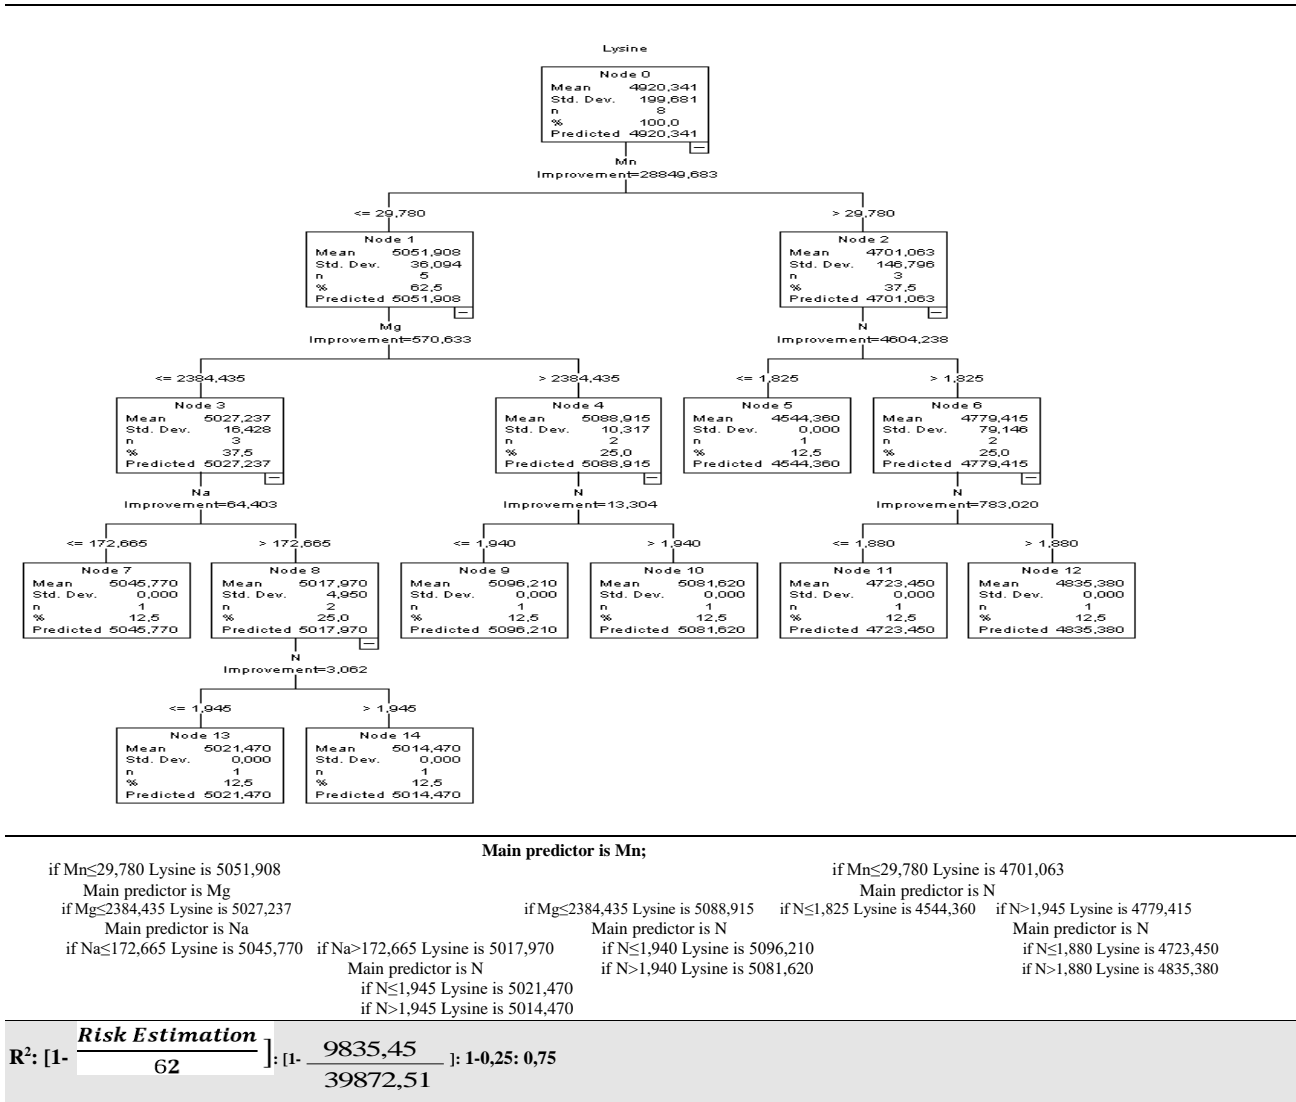 Lysine
Node 0
Mean 4920,341
Std. Dev. 199,681
n 8
% 100,0
Predicted 4920,341
Mn
Improvement=28849,683
<= 29,780
> 29,780
Node 1
Mean 5051,908
Std. Dev. 36,094
n 5
% 62,5
Predicted 5051,908
Node 2
Mean 4701,063
Std. Dev. 146,796
n 3
% 37,5
Predicted 4701,063
Mg
Improvement=570,633
N
Improvement=4604,238
<= 2384,435
> 2384,435
<= 1,825
> 1,825
Node 3
Mean 5027,237
Std. Dev. 16,428
n 3
% 37,5
Predicted 5027,237
Node 4
Mean 5088,915
Std. Dev. 10,317
n 2
% 25,0
Predicted 5088,915
Node 5
Mean 4544,360
Std. Dev. 0,000
n 1
% 12,5
Predicted 4544,360
Node 6
Mean 4779,415
Std. Dev. 79,146
n 2
% 25,0
Predicted 4779,415
Na
Improvement=64,403
N
Improvement=13,304
N
Improvement=783,020
<= 172,665
> 172,665
<= 1,940
> 1,940
<= 1,880
> 1,880
Node 7
Mean 5045,770
Std. Dev. 0,000
n 1
% 12,5
Predicted 5045,770
Node 8
Mean 5017,970
Std. Dev. 4,950
n 2
% 25,0
Predicted 5017,970
Node 9
Mean 5096,210
Std. Dev. 0,000
n 1
% 12,5
Predicted 5096,210
Node 10
Mean 5081,620
Std. Dev. 0,000
n 1
% 12,5
Predicted 5081,620
Node 11
Mean 4723,450
Std. Dev. 0,000
n 1
% 12,5
Predicted 4723,450
Node 12
Mean 4835,380
Std. Dev. 0,000
n 1
% 12,5
Predicted 4835,380
N
Improvement=3,062
<= 1,945
> 1,945
Node 13
Mean 5021,470
Std. Dev. 0,000
n 1
% 12,5
Predicted 5021,470
Node 14
Mean 5014,470
Std. Dev. 0,000
n 1
% 12,5
Predicted 5014,470
Main predictor is Mn;
if Mn≤29,780 Lysine is 5051,908 if Mn≤29,780 Lysine is 4701,063
Main predictor is Mg Main predictor is N
if Mg≤2384,435 Lysine is 5027,237 if Mg≤2384,435 Lysine is 5088,915 if N≤1,825 Lysine is 4544,360 if N>1,945 Lysine is 4779,415
Main predictor is Na Main predictor is N Main predictor is N
if Na≤172,665 Lysine is 5045,770 if Na>172,665 Lysine is 5017,970 if N≤1,940 Lysine is 5096,210 if N≤1,880 Lysine is 4723,450
Main predictor is N if N>1,940 Lysine is 5081,620 if N>1,880 Lysine is 4835,380
if N≤1,945 Lysine is 5021,470
if N>1,945 Lysine is 5014,470
R²: [1- Risk Estimation / 62 ]: [1- 9835,45 / 39872,51 ]: 1-0,25: 0,75